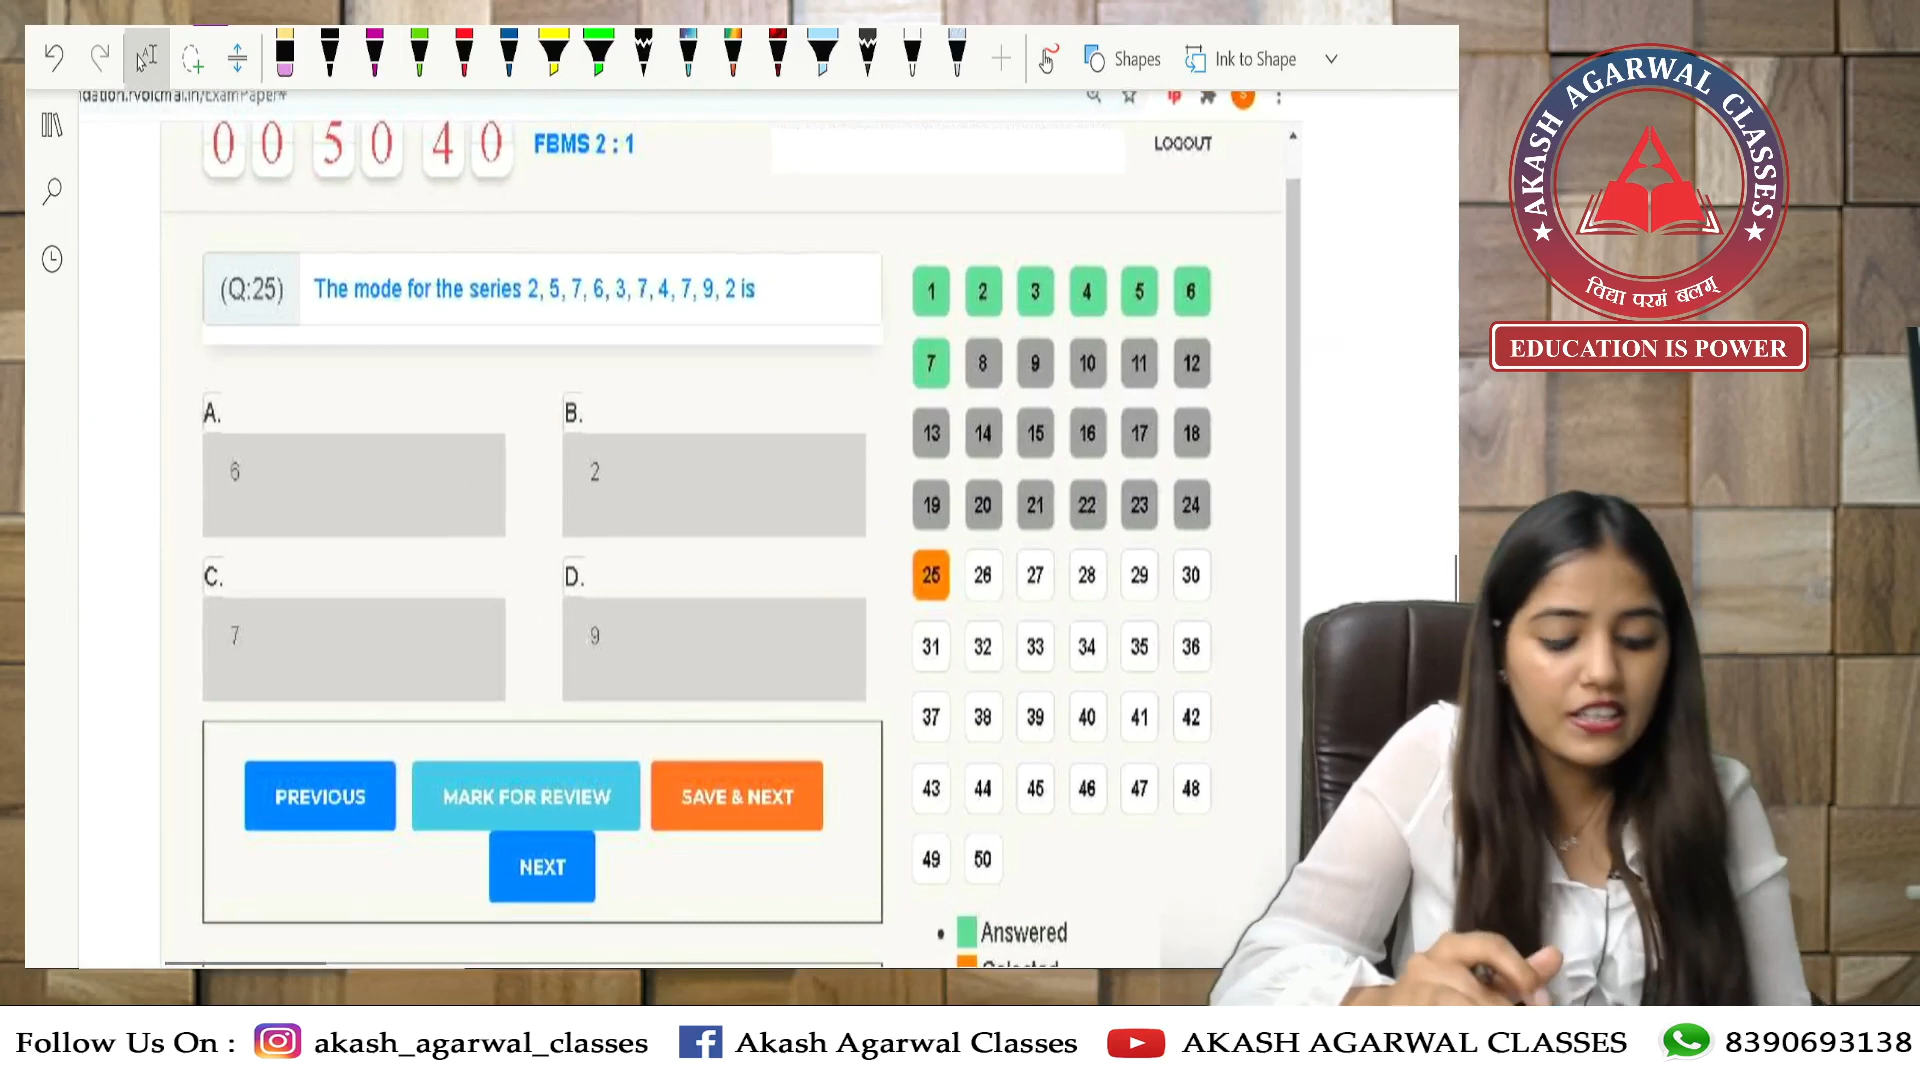 Shapes
Ink to Shape
dation.rvoicmai.in/ExamPaper#
0 0 5 0 4 0
FBMS 2 : 1
LOGOUT
(Q:25) The mode for the series 2, 5, 7, 6, 3, 7, 4, 7, 9, 2 is
A.
6
B.
2
C.
7
D.
9
PREVIOUS
MARK FOR REVIEW
SAVE & NEXT
NEXT
1 2 3 4 5 6
7 8 9 10 11 12
13 14 15 16 17 18
19 20 21 22 23 24
25 26 27 28 29 30
31 32 33 34 35 36
37 38 39 40 41 42
43 44 45 46 47 48
49 50
Answered
Selected
AKASH AGARWAL CLASSES
विद्या परमं बलम्
EDUCATION IS POWER
Follow Us On : akash_agarwal_classes Akash Agarwal Classes AKASH AGARWAL CLASSES 8390693138